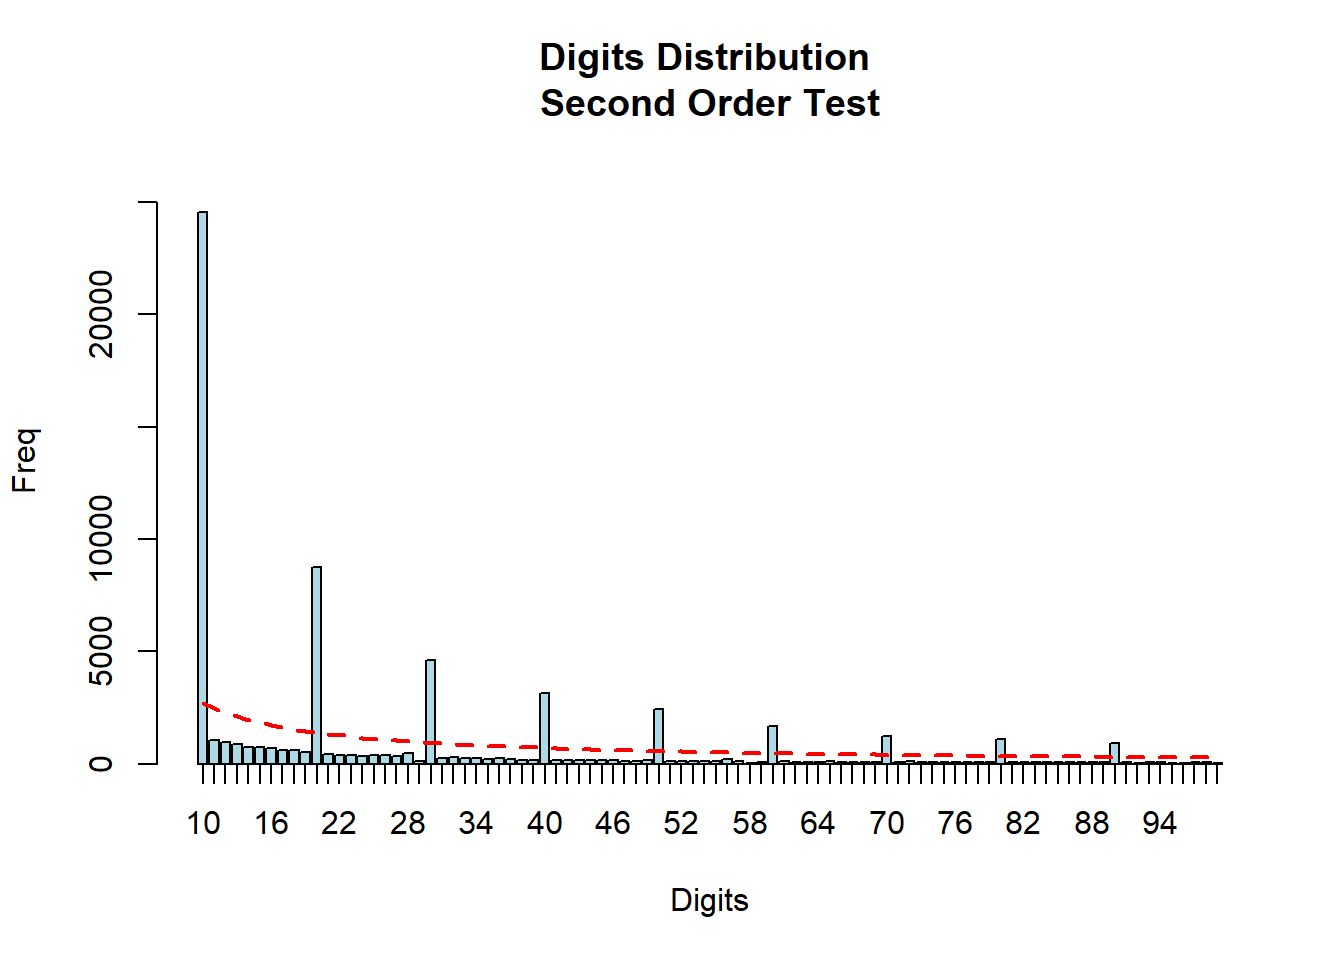 Digits Distribution
Second Order Test
Freq
20000
10000
5000
0
10 16 22 28 34 40 46 52 58 64 70 76 82 88 94
Digits